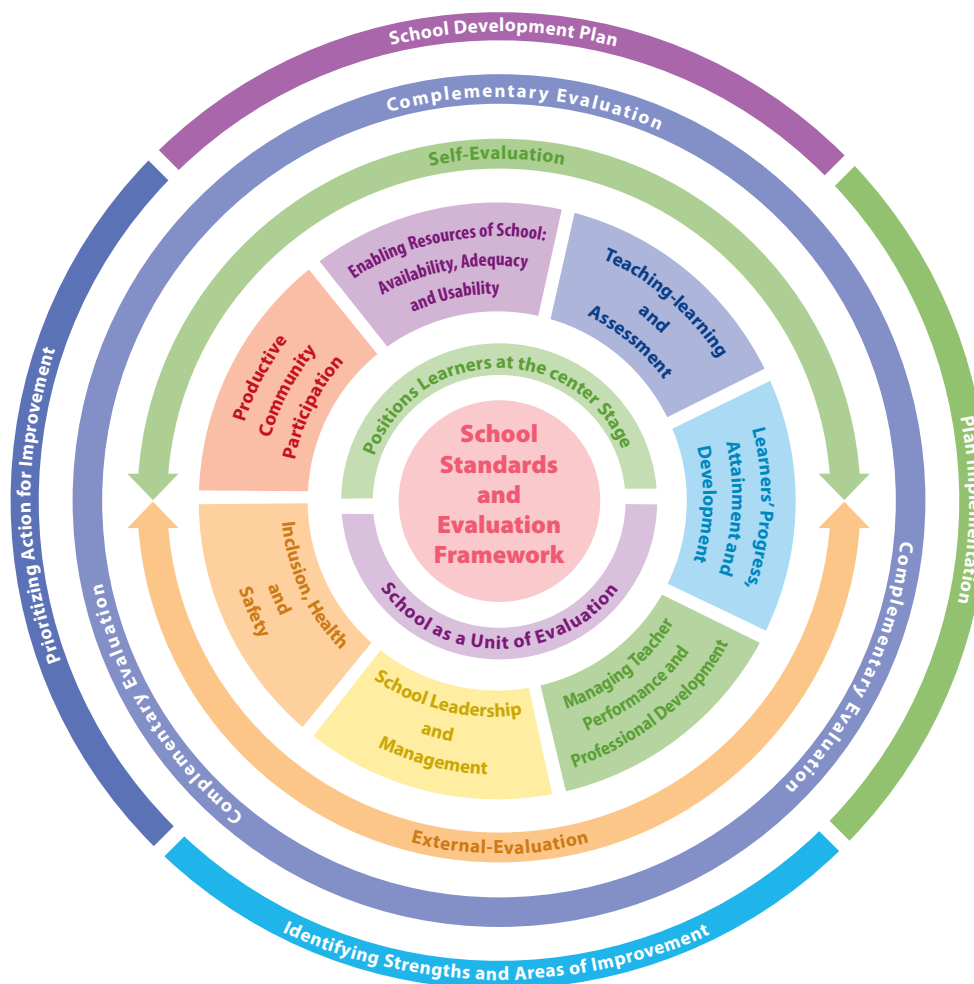 School Development Plan
Complementary Evaluation
Self-Evaluation
Enabling Resources of School:
Availability, Adequacy
and Usability
Teaching-learning
and
Assessment
Learners' Progress,
Attainment and
Development
Managing Teacher
Performance and
Professional Development
School Leadership
and
Management
Inclusion, Health
and
Safety
Productive
Community
Participation
Positions Learners at the center Stage
School
Standards
and
Evaluation
Framework
School as a Unit of Evaluation
External-Evaluation
Complementary Evaluation
Complementary Evaluation
Prioritizing Action for Improvement
Plan Implementation
Identifying Strengths and Areas of Improvement